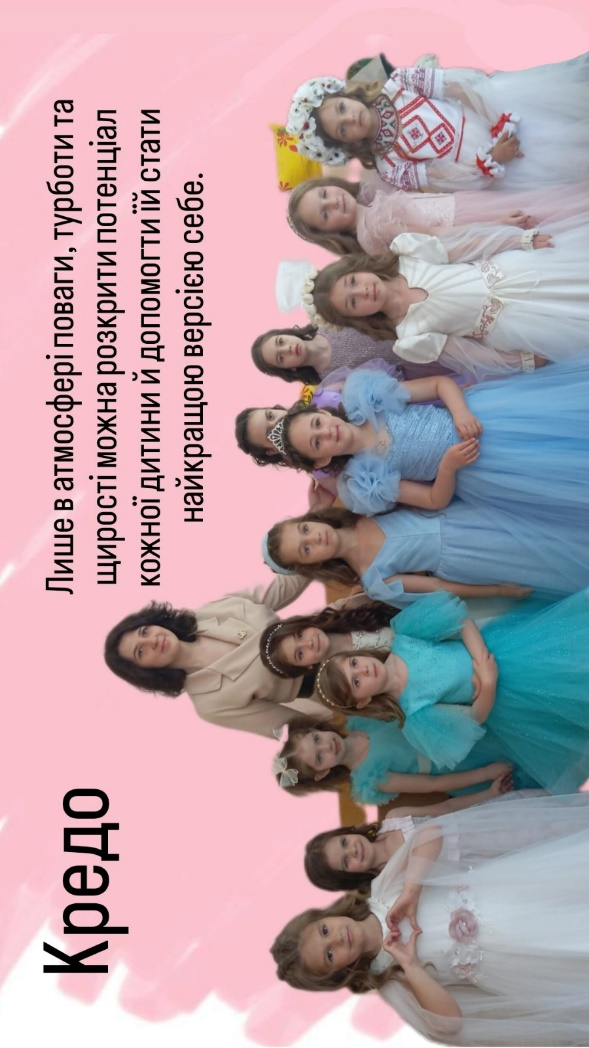 Кредо
Лише в атмосфері поваги, турботи та
щирості можна розкрити потенціал
кожної дитини й допомогти їй стати
найкращою версією себе.